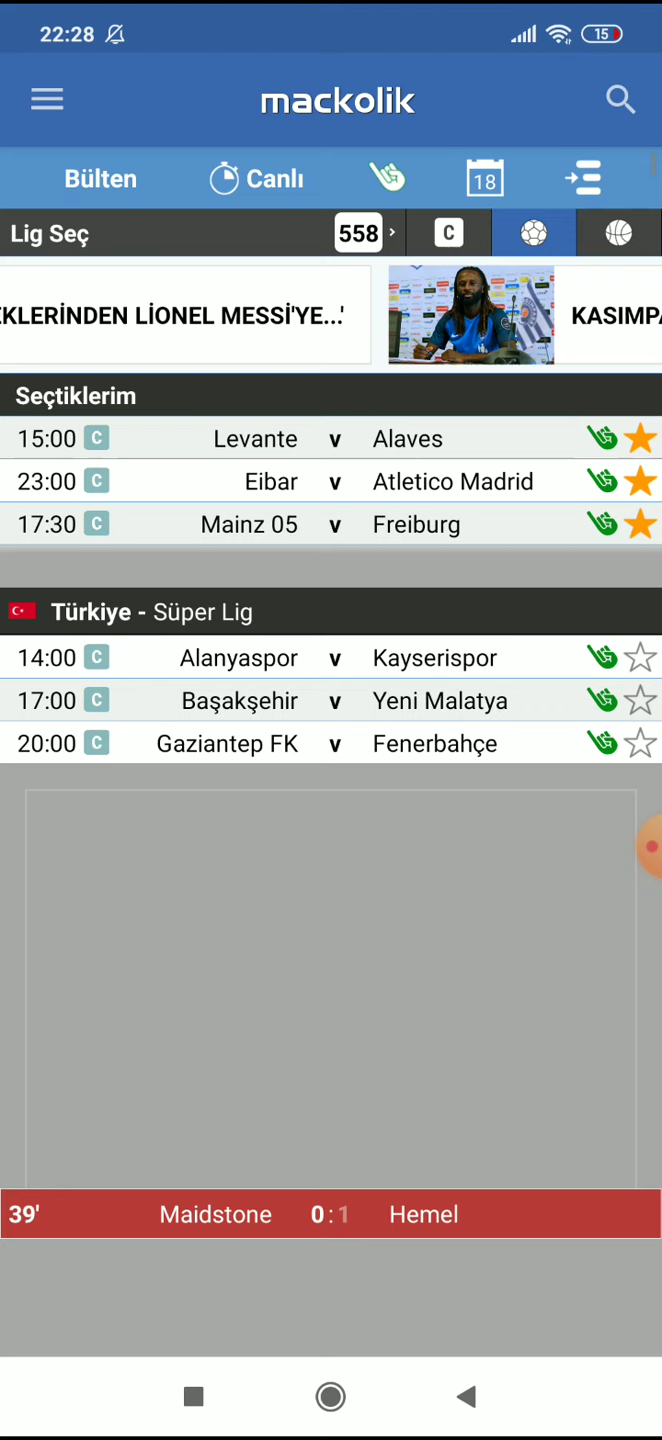 22:28 15
mackolik
Bülten Canlı 18
Lig Seç 558 C
EKLERİNDEN LİONEL MESSİ'YE...' KASIMPA
Seçtiklerim
15:00 C Levante v Alaves
23:00 C Eibar v Atletico Madrid
17:30 C Mainz 05 v Freiburg
Türkiye - Süper Lig
14:00 C Alanyaspor v Kayserispor
17:00 C Başakşehir v Yeni Malatya
20:00 C Gaziantep FK v Fenerbahçe
39' Maidstone 0 : 1 Hemel